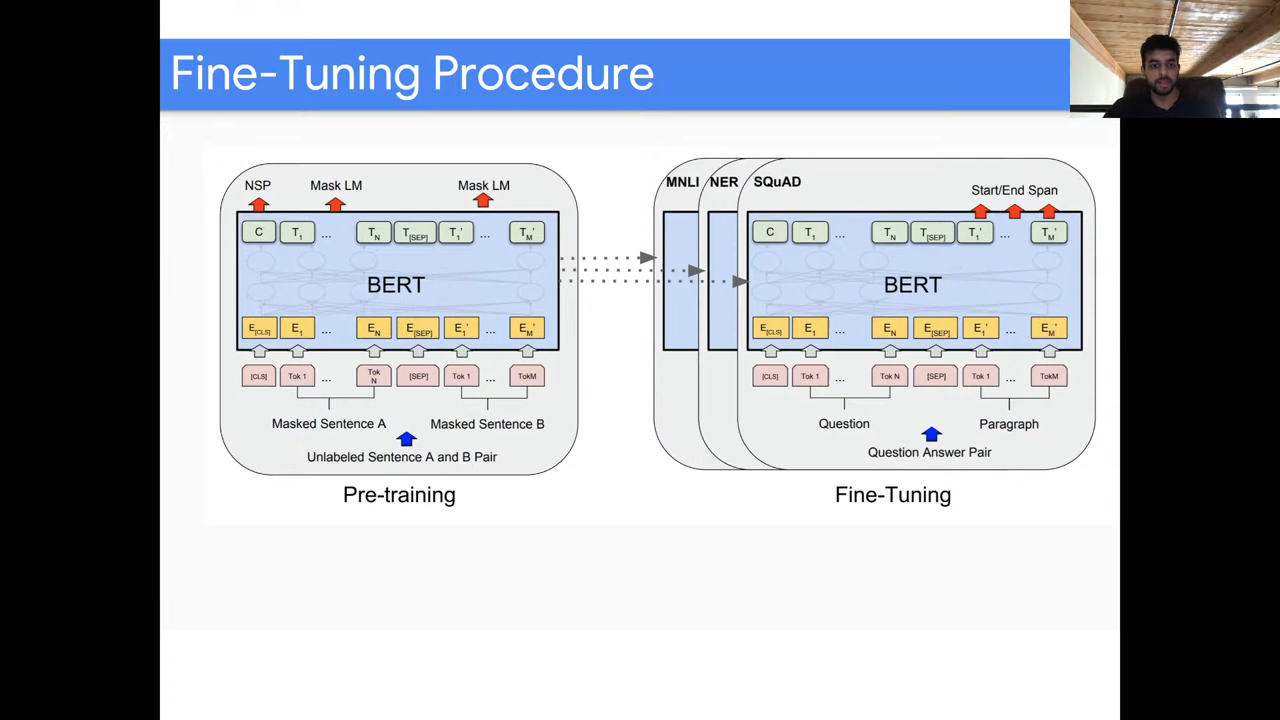 Fine-Tuning Procedure
NSP Mask LM Mask LM
C T1 ... TN T[SEP] T1' ... TM'
BERT
E[CLS] E1 ... EN E[SEP] E1' ... EM'
[CLS] Tok 1 ... Tok N [SEP] Tok 1 ... TokM
Masked Sentence A Masked Sentence B
Unlabeled Sentence A and B Pair
Pre-training
MNLI NER SQuAD
Start/End Span
C T1 ... TN T[SEP] T1' ... TM'
BERT
E[CLS] E1 ... EN E[SEP] E1' ... EM'
[CLS] Tok 1 ... Tok N [SEP] Tok 1 ... TokM
Question Paragraph
Question Answer Pair
Fine-Tuning